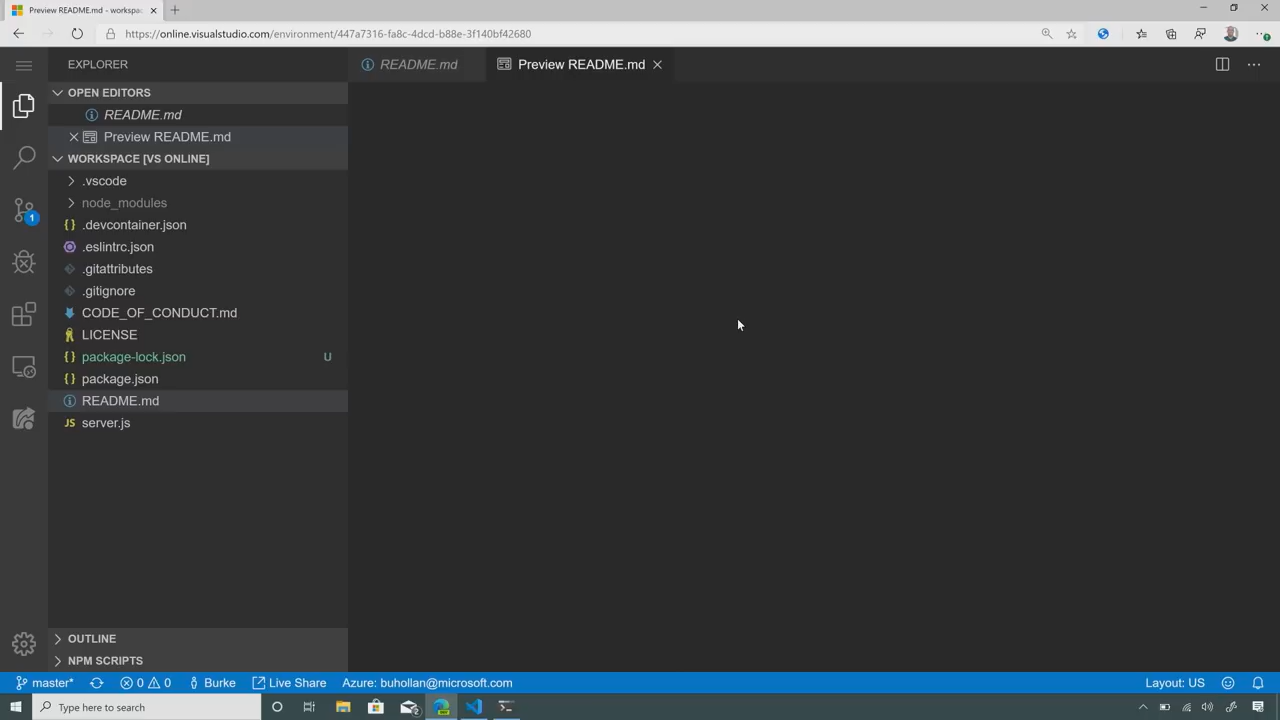 Preview README.md - workspac
https://online.visualstudio.com/environment/447a7316-fa8c-4dcd-b88e-3f140bf42680
EXPLORER
README.md
Preview README.md
OPEN EDITORS
README.md
Preview README.md
WORKSPACE [VS ONLINE]
.vscode
node_modules
1
{} .devcontainer.json
.eslintrc.json
.gitattributes
.gitignore
CODE_OF_CONDUCT.md
LICENSE
{} package-lock.json U
{} package.json
README.md
JS server.js
OUTLINE
NPM SCRIPTS
master* 0 0 Burke Live Share Azure: buhollan@microsoft.com Layout: US
Type here to search 2